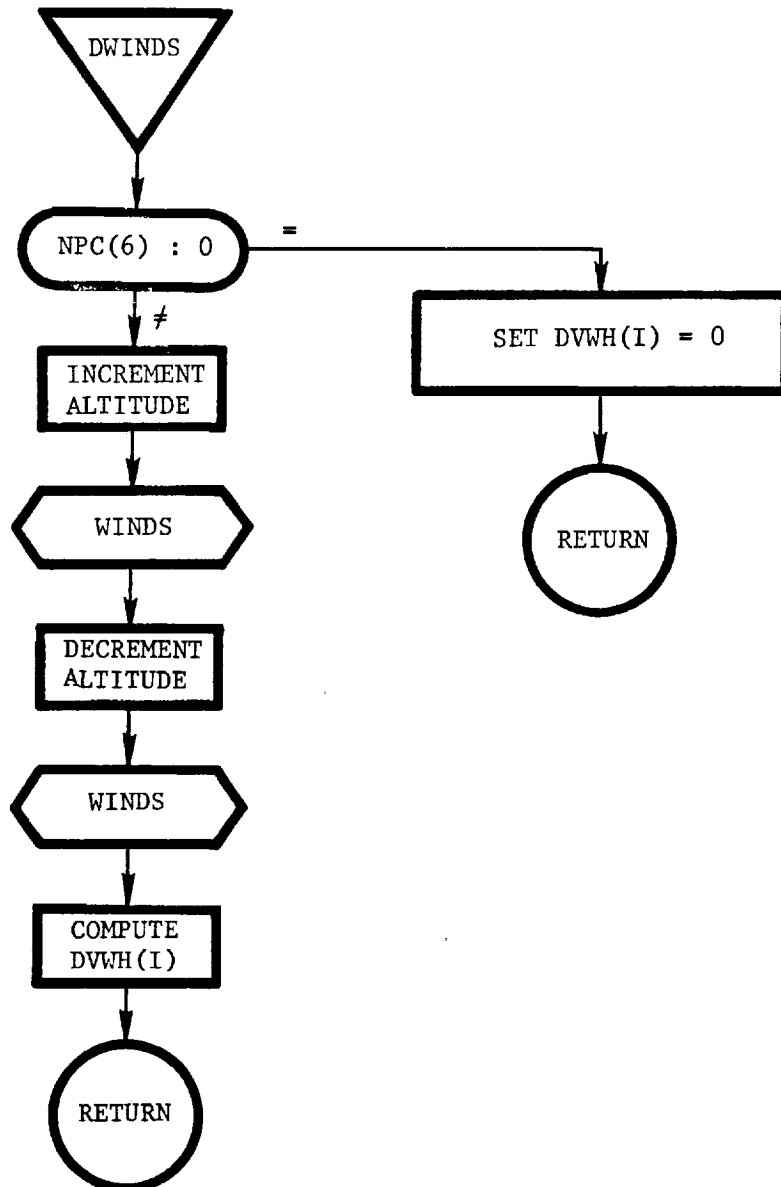 DWINDS
NPC(6) : 0
=
≠
SET DVWH(I) = 0
INCREMENT
ALTITUDE
WINDS
RETURN
DECREMENT
ALTITUDE
WINDS
COMPUTE
DVWH(I)
RETURN